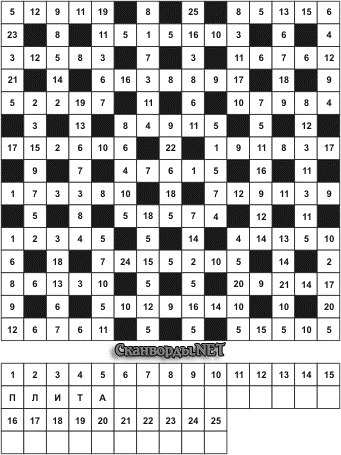 5 12 9 11 19 8 25 8 5 13 15 6
23 8 11 5 1 5 16 10 3 6 4
3 12 5 8 3 7 3 11 6 7 6 12
21 14 6 16 3 8 8 9 17 18 9
5 2 2 19 7 11 6 10 7 9 8 4
3 13 8 4 9 11 5 5 12
17 15 2 6 10 6 22 1 9 11 8 3 17
9 7 4 7 6 1 5 16 11
1 7 3 3 8 10 18 7 12 9 11 3 9
5 8 5 18 5 7 4 12 11
1 2 3 4 5 5 14 4 14 13 5 10
6 18 7 24 15 5 2 10 5 14 2
8 6 13 3 10 5 5 20 9 21 14 17
9 6 5 10 12 9 16 14 10 10 20
12 6 7 6 11 5 5 5 15 5 10 5
Сканворды.NET
1 2 3 4 5 6 7 8 9 10 11 12 13 14 15
П Л И Т А
16 17 18 19 20 21 22 23 24 25